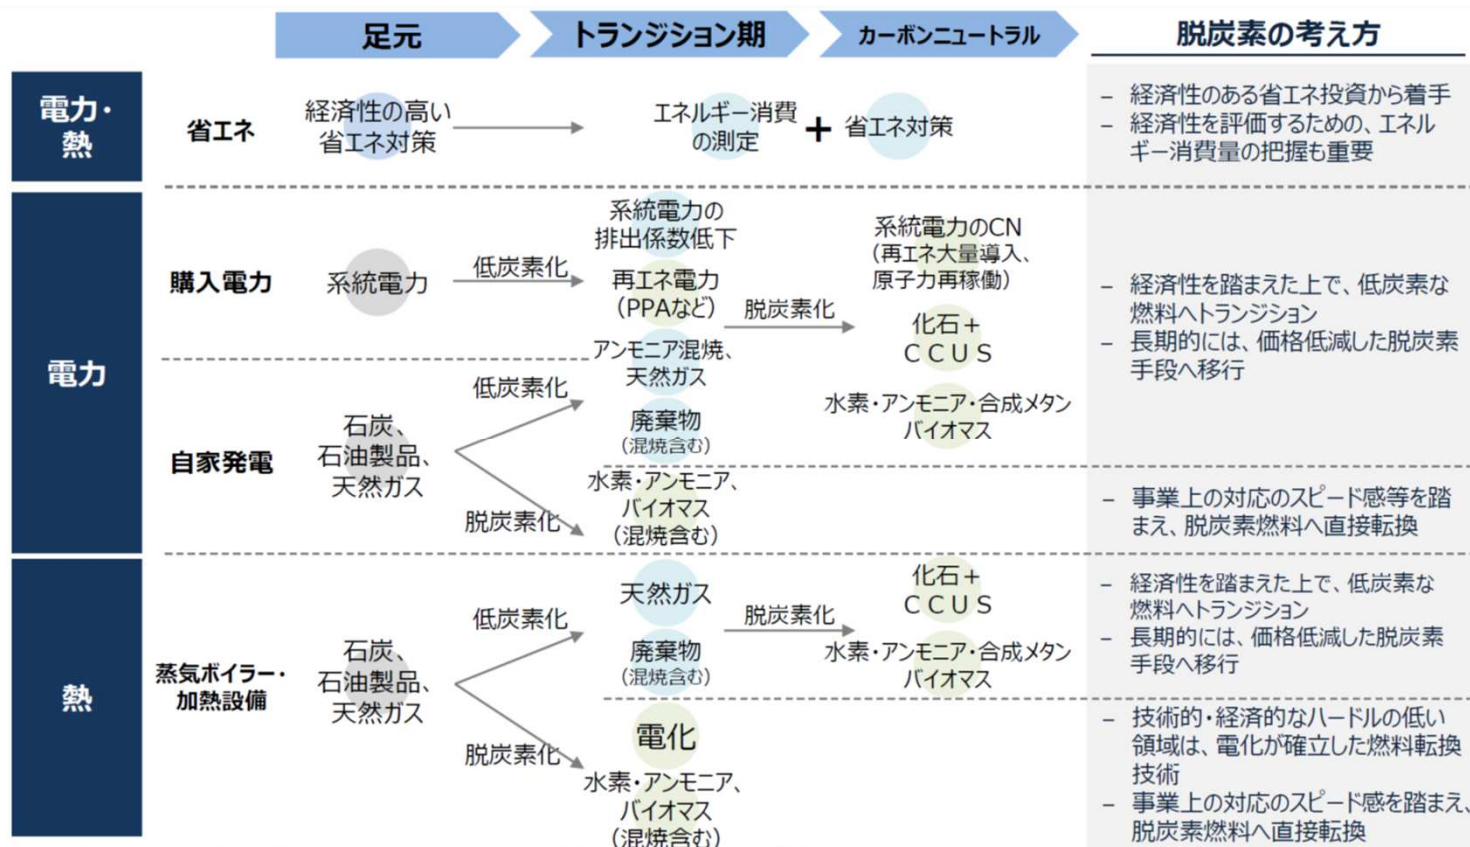 足元
トランジション期
カーボンニュートラル
脱炭素の考え方
電力・
熱
省エネ
経済性の高い
省エネ対策
エネルギー消費
の測定
+
省エネ対策
– 経済性のある省エネ投資から着手
– 経済性を評価するための、エネル
ギー消費量の把握も重要
電力
購入電力
系統電力
低炭素化
系統電力の
排出係数低下
再エネ電力
（PPAなど）
脱炭素化
系統電力のCN
（再エネ大量導入、
原子力再稼働）
化石+
CCUS
水素・アンモニア・合成メタン
バイオマス
– 経済性を踏まえた上で、低炭素な
燃料へトランジション
– 長期的には、価格低減した脱炭素
手段へ移行
自家発電
石炭、
石油製品、
天然ガス
低炭素化
アンモニア混焼、
天然ガス
廃棄物
（混焼含む）
脱炭素化
水素・アンモニア、
バイオマス
（混焼含む）
– 事業上の対応のスピード感等を踏
まえ、脱炭素燃料へ直接転換
熱
蒸気ボイラー・
加熱設備
石炭、
石油製品、
天然ガス
低炭素化
天然ガス
廃棄物
（混焼含む）
脱炭素化
化石+
CCUS
水素・アンモニア・合成メタン
バイオマス
– 経済性を踏まえた上で、低炭素な
燃料へトランジション
– 長期的には、価格低減した脱炭素
手段へ移行
脱炭素化
電化
水素・アンモニア、
バイオマス
（混焼含む）
– 技術的・経済的なハードルの低い
領域は、電化が確立した燃料転換
技術
– 事業上の対応のスピード感を踏まえ、
脱炭素燃料へ直接転換